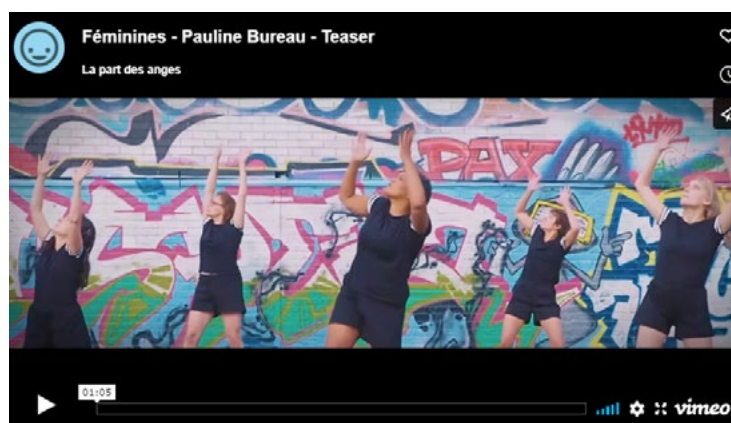 Féminines - Pauline Bureau - Teaser
La part des anges
PAX
01:05
vimeo